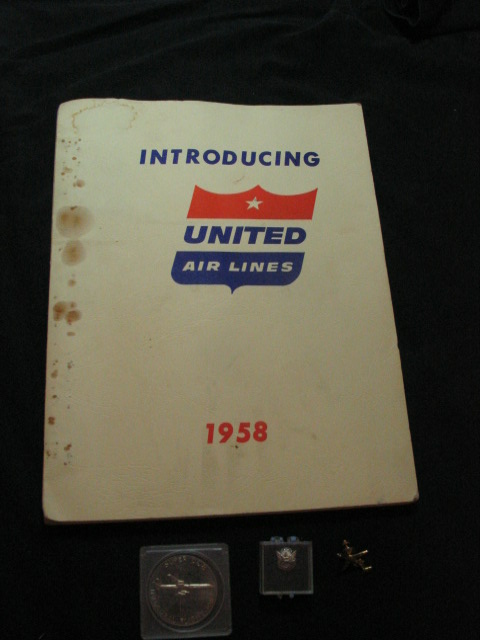 INTRODUCING
UNITED
AIR LINES
1958